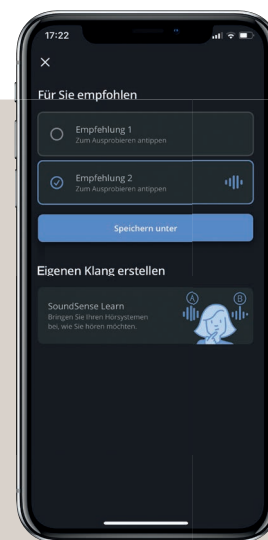 17:22
Für Sie empfohlen
Empfehlung 1
Zum Ausprobieren antippen
Empfehlung 2
Zum Ausprobieren antippen
Speichern unter
Eigenen Klang erstellen
SoundSense Learn
Bringen Sie Ihren Hörsystemen
bei, wie Sie hören möchten.
A
B